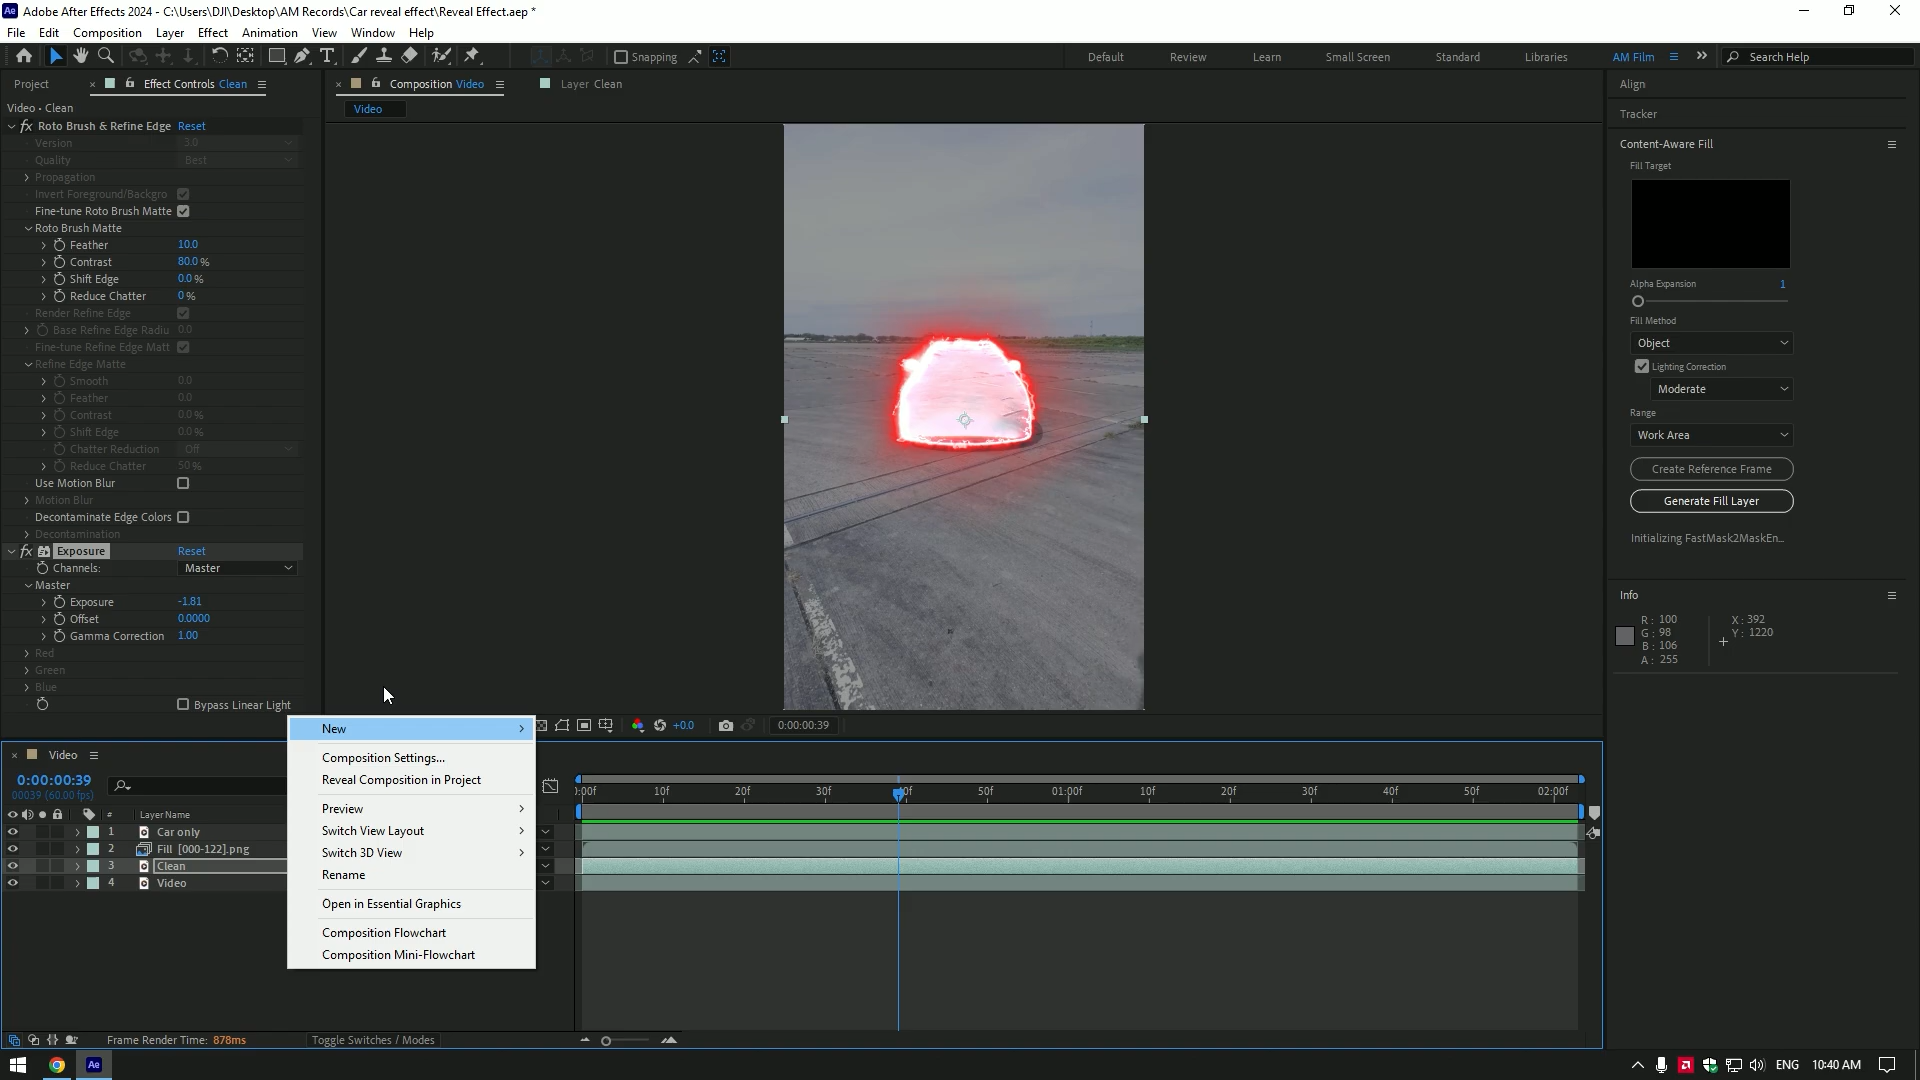 Adobe After Effects 2024 - C:\Users\DJI\Desktop\AM Records\Car reveal effect\Reveal Effect.aep *
File Edit Composition Layer Effect Animation View Window Help
Snapping
Default Review Learn Small Screen Standard Libraries AM Film Search Help
Project Effect Controls Clean
Composition Video Layer Clean
Video
Video • Clean
fx Roto Brush & Refine Edge Reset
Version 3.0
Quality Best
Propagation
Invert Foreground/Backgro
Fine-tune Roto Brush Matte
Roto Brush Matte
Feather 10.0
Contrast 80.0 %
Shift Edge 0.0 %
Reduce Chatter 0 %
Render Refine Edge
Base Refine Edge Radiu 0.0
Fine-tune Refine Edge Matt
Refine Edge Matte
Smooth 0.0
Feather 0.0
Contrast 0.0 %
Shift Edge 0.0 %
Chatter Reduction Off
Reduce Chatter 50 %
Use Motion Blur
Motion Blur
Decontaminate Edge Colors
Decontamination
fx Exposure Reset
Channels: Master
Master
Exposure -1.81
Offset 0.0000
Gamma Correction 1.00
Red
Green
Blue
Bypass Linear Light
+0.0 0:00:00:39
Align
Tracker
Content-Aware Fill
Fill Target
Alpha Expansion 1
Fill Method
Object
Lighting Correction
Moderate
Range
Work Area
Create Reference Frame
Generate Fill Layer
Initializing FastMask2MaskEn...
Info
R: 100 X: 392
G: 98 Y: 1220
B: 106
A: 255
New
Composition Settings...
Reveal Composition in Project
Preview
Switch View Layout
Switch 3D View
Rename
Open in Essential Graphics
Composition Flowchart
Composition Mini-Flowchart
Video
0:00:00:39
00039 (60.00 fps)
:00f 10f 20f 30f 50f 01:00f 10f 20f 30f 40f 50f 02:00f
# Layer Name
1 Car only
2 Fill [000-122].png
3 Clean
4 Video
Frame Render Time: 878ms Toggle Switches / Modes
Ae ENG 10:40 AM